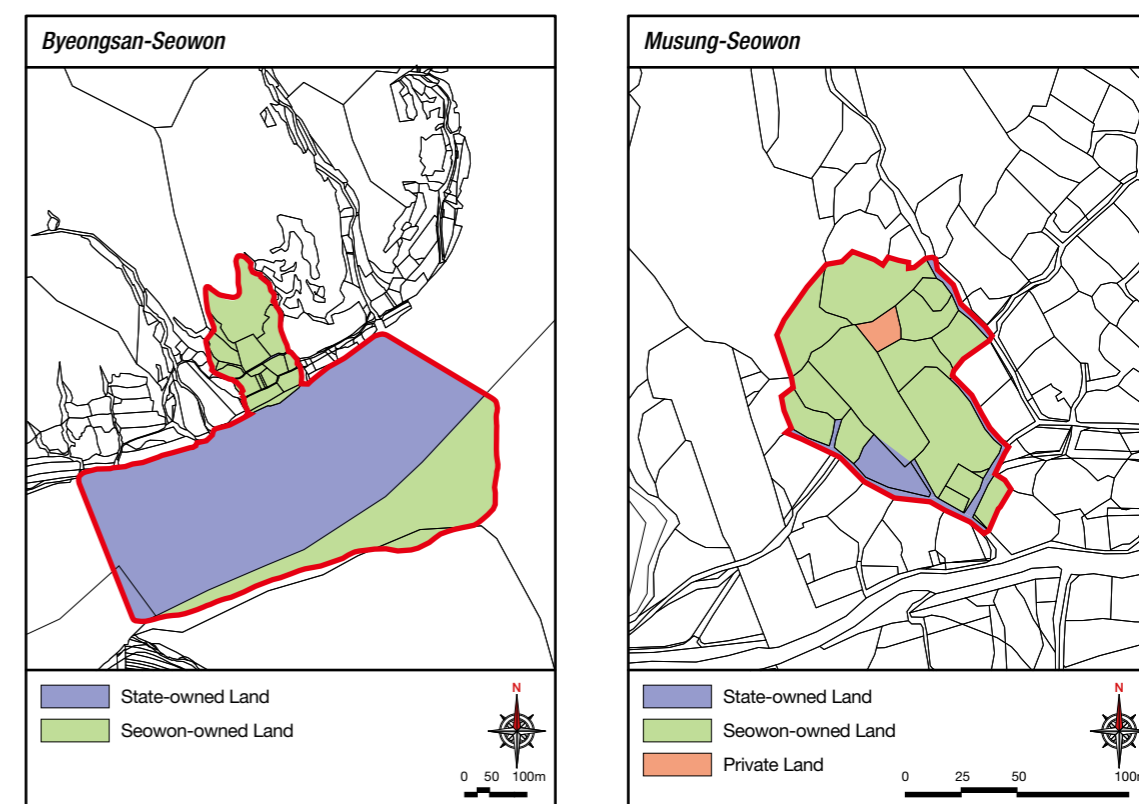 Byeongsan-Seowon
State-owned Land
Seowon-owned Land
N
0 50 100m
Musung-Seowon
State-owned Land
Seowon-owned Land
Private Land
N
0 25 50 100m